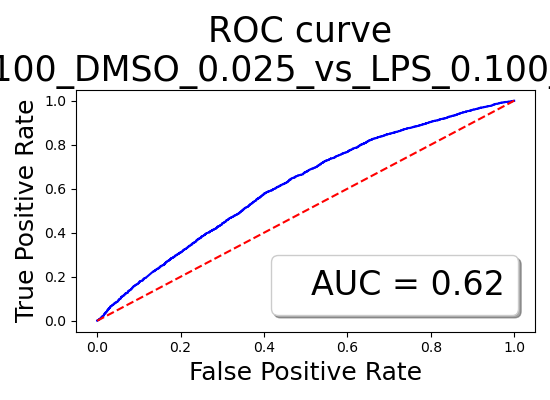 ROC curve
100_DMSO_0.025_vs_LPS_0.100_
True Positive Rate
1.0
0.8
0.6
0.4
0.2
0.0
AUC = 0.62
0.0 0.2 0.4 0.6 0.8 1.0
False Positive Rate